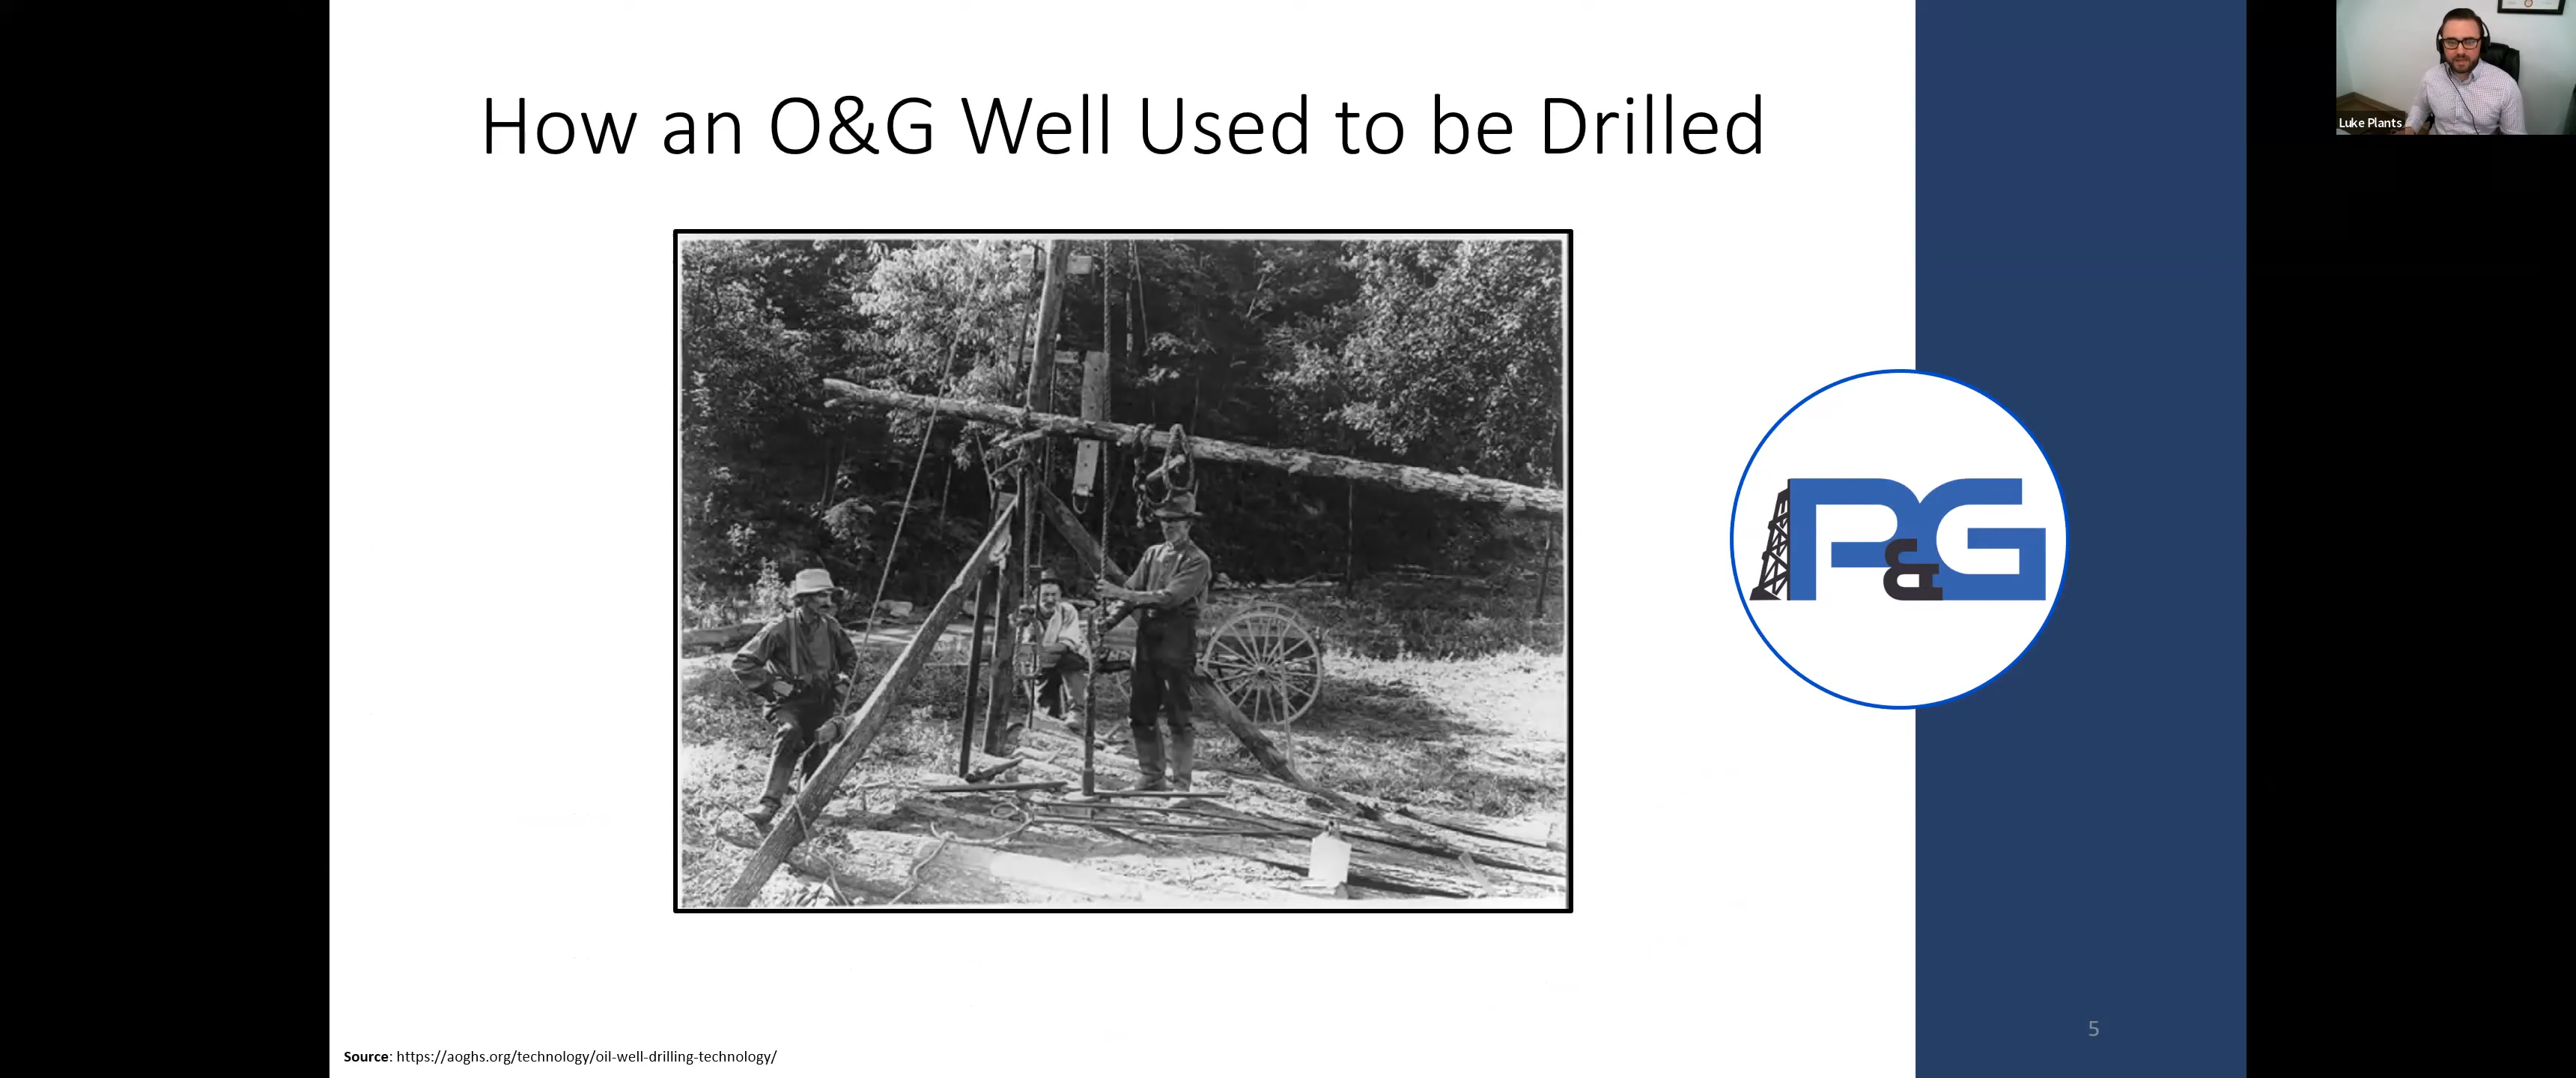 How an O&G Well Used to be Drilled
Luke Plants
P&G
5
Source: https://aoghs.org/technology/oil-well-drilling-technology/